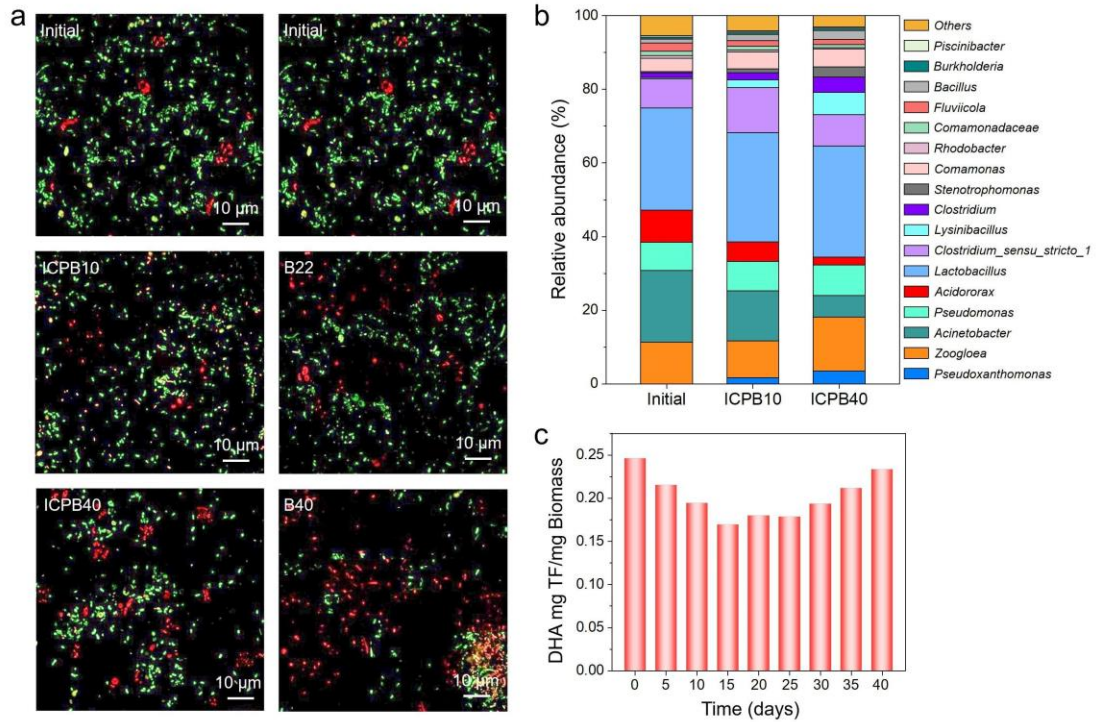 a
Initial
10 µm
Initial
10 µm
ICPB10
10 µm
B22
10 µm
ICPB40
10 µm
B40
10 µm
b
Relative abundance (%)
100
80
60
40
20
0
Initial
ICPB10
ICPB40
Others
Piscinibacter
Burkholderia
Bacillus
Fluviicola
Comamonadaceae
Rhodobacter
Comamonas
Stenotrophomonas
Clostridium
Lysinibacillus
Clostridium_sensu_stricto_1
Lactobacillus
Acidororax
Pseudomonas
Acinetobacter
Zoogloea
Pseudoxanthomonas
c
DHA mg TF/mg Biomass
0.25
0.20
0.15
0.10
0.05
0.00
0 5 10 15 20 25 30 35 40
Time (days)